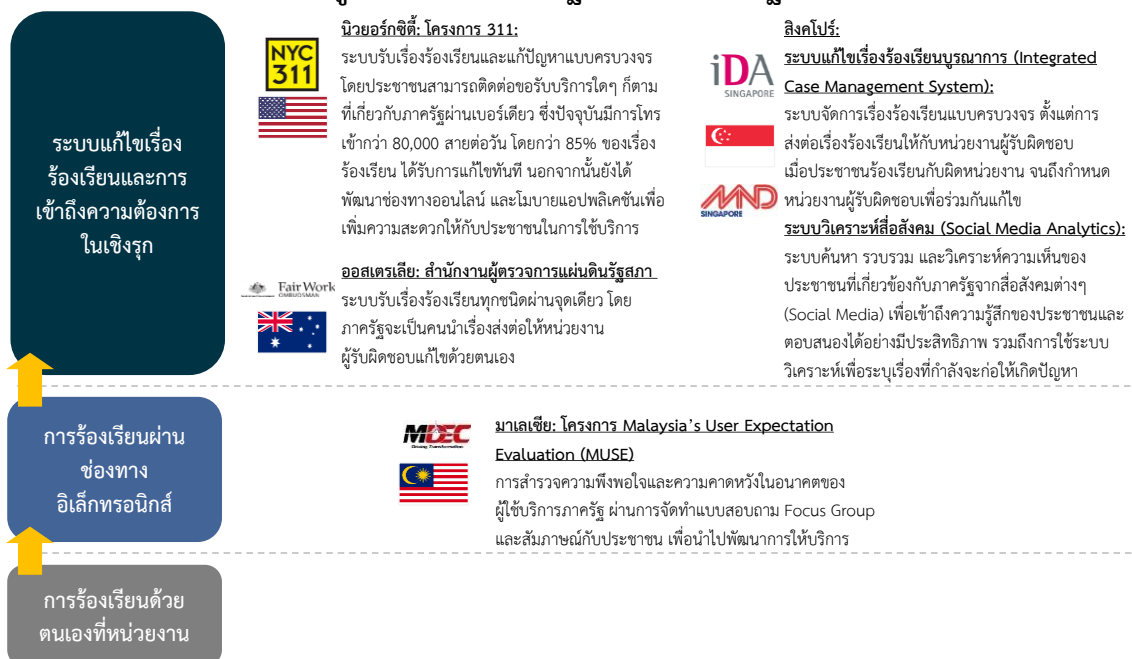 ระบบแก้ไขเรื่อง
ร้องเรียนและการ
เข้าถึงความต้องการ
ในเชิงรุก
NYC
311
นิวยอร์กซิตี้: โครงการ 311:
ระบบรับเรื่องร้องเรียนและแก้ปัญหาแบบครบวงจร
โดยประชาชนสามารถติดต่อขอรับบริการใดๆ ก็ตาม
ที่เกี่ยวกับภาครัฐผ่านเบอร์เดียว ซึ่งปัจจุบันมีการโทร
เข้ากว่า 80,000 สายต่อวัน โดยกว่า 85% ของเรื่อง
ร้องเรียน ได้รับการแก้ไขทันที นอกจากนั้นยังได้
พัฒนาช่องทางออนไลน์ และโมบายแอปพลิเคชันเพื่อ
เพิ่มความสะดวกให้กับประชาชนในการใช้บริการ
Fair Work
OMBUDSMAN
ออสเตรเลีย: สำนักงานผู้ตรวจการแผ่นดินรัฐสภา
ระบบรับเรื่องร้องเรียนทุกชนิดผ่านจุดเดียว โดย
ภาครัฐจะเป็นคนนำเรื่องส่งต่อให้หน่วยงาน
ผู้รับผิดชอบแก้ไขด้วยตนเอง
iDA
SINGAPORE
MND
SINGAPORE
สิงคโปร์:
ระบบแก้ไขเรื่องร้องเรียนบูรณาการ (Integrated
Case Management System):
ระบบจัดการเรื่องร้องเรียนแบบครบวงจร ตั้งแต่การ
ส่งต่อเรื่องร้องเรียนให้กับหน่วยงานผู้รับผิดชอบ
เมื่อประชาชนร้องเรียนกับผิดหน่วยงาน จนถึงกำหนด
หน่วยงานผู้รับผิดชอบเพื่อร่วมกันแก้ไข
ระบบวิเคราะห์สื่อสังคม (Social Media Analytics):
ระบบค้นหา รวบรวม และวิเคราะห์ความเห็นของ
ประชาชนที่เกี่ยวข้องกับภาครัฐจากสื่อสังคมต่างๆ
(Social Media) เพื่อเข้าถึงความรู้สึกของประชาชนและ
ตอบสนองได้อย่างมีประสิทธิภาพ รวมถึงการใช้ระบบ
วิเคราะห์เพื่อระบุเรื่องที่กำลังจะก่อให้เกิดปัญหา
การร้องเรียนผ่าน
ช่องทาง
อิเล็กทรอนิกส์
MDEC
Driving Transformation
มาเลเซีย: โครงการ Malaysia's User Expectation
Evaluation (MUSE)
การสำรวจความพึงพอใจและความคาดหวังในอนาคตของ
ผู้ใช้บริการภาครัฐ ผ่านการจัดทำแบบสอบถาม Focus Group
และสัมภาษณ์กับประชาชน เพื่อนำไปพัฒนาการให้บริการ
การร้องเรียนด้วย
ตนเองที่หน่วยงาน